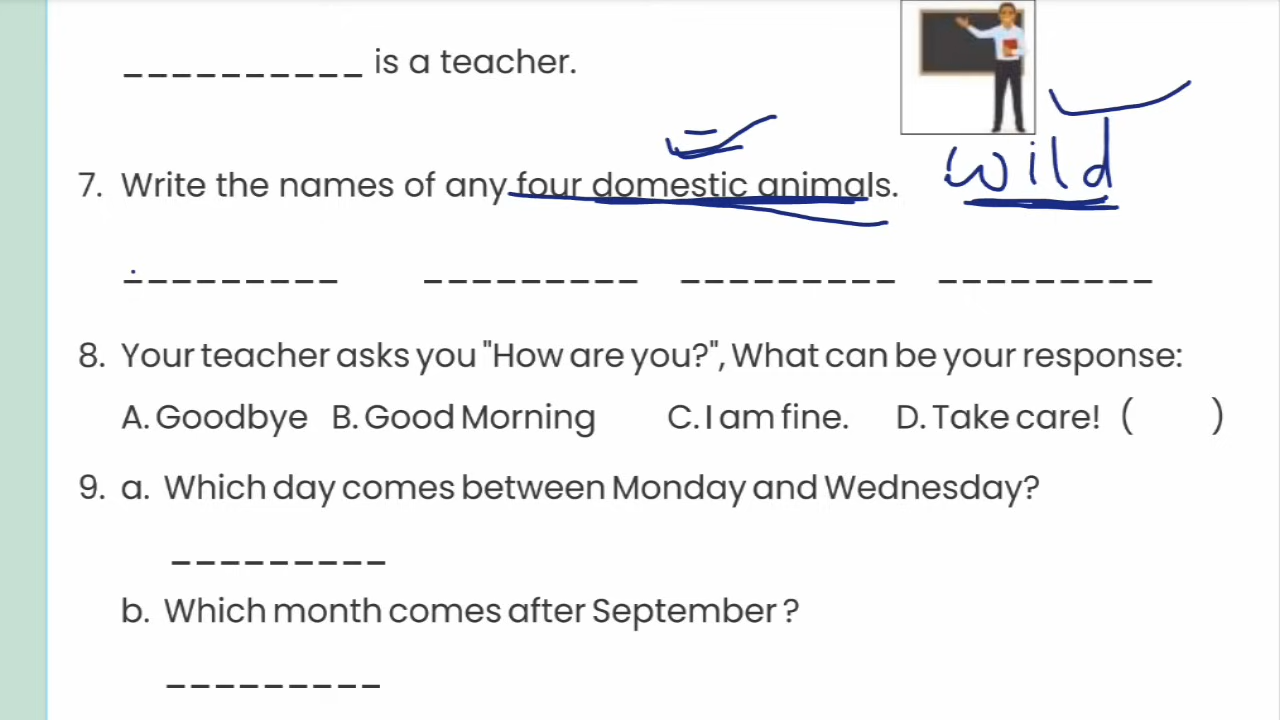 __________ is a teacher.
7. Write the names of any four domestic animals. wild
_________ _________ _________ _________
8. Your teacher asks you "How are you?", What can be your response:
A. Goodbye B. Good Morning C. I am fine. D. Take care! ( )
9. a. Which day comes between Monday and Wednesday?
_________
b. Which month comes after September ?
_________